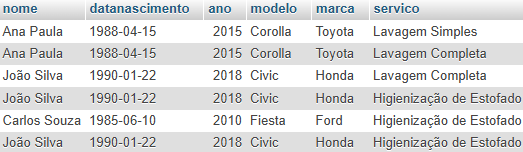 nome datanascimento ano modelo marca servico
Ana Paula 1988-04-15 2015 Corolla Toyota Lavagem Simples
Ana Paula 1988-04-15 2015 Corolla Toyota Lavagem Completa
João Silva 1990-01-22 2018 Civic Honda Lavagem Completa
João Silva 1990-01-22 2018 Civic Honda Higienização de Estofado
Carlos Souza 1985-06-10 2010 Fiesta Ford Higienização de Estofado
João Silva 1990-01-22 2018 Civic Honda Higienização de Estofado